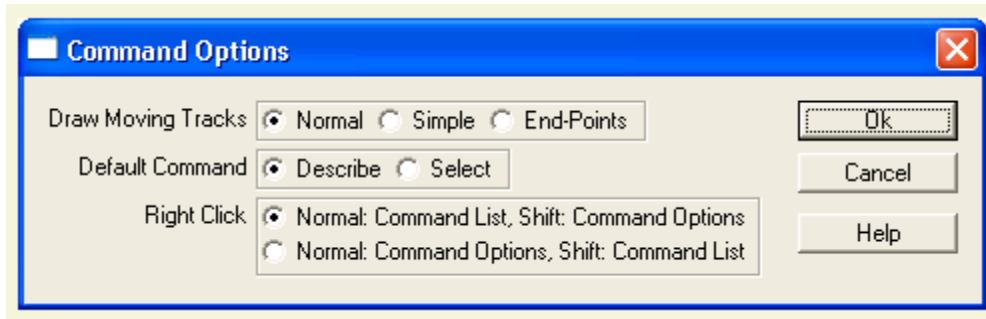 Command Options
Draw Moving Tracks Normal Simple End-Points
Ok
Default Command Describe Select
Cancel
Right Click Normal: Command List, Shift: Command Options
Normal: Command Options, Shift: Command List
Help